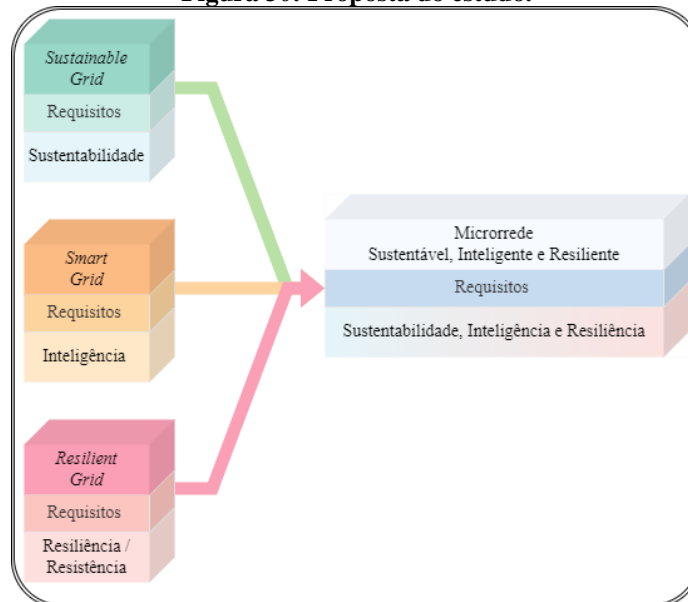 Figura Proposta do estudo.
Sustainable
Grid
Requisitos
Sustentabilidade
Smart
Grid
Requisitos
Inteligência
Resilient
Grid
Requisitos
Resiliência /
Resistência
Microrrede
Sustentável, Inteligente e Resiliente
Requisitos
Sustentabilidade, Inteligência e Resiliência